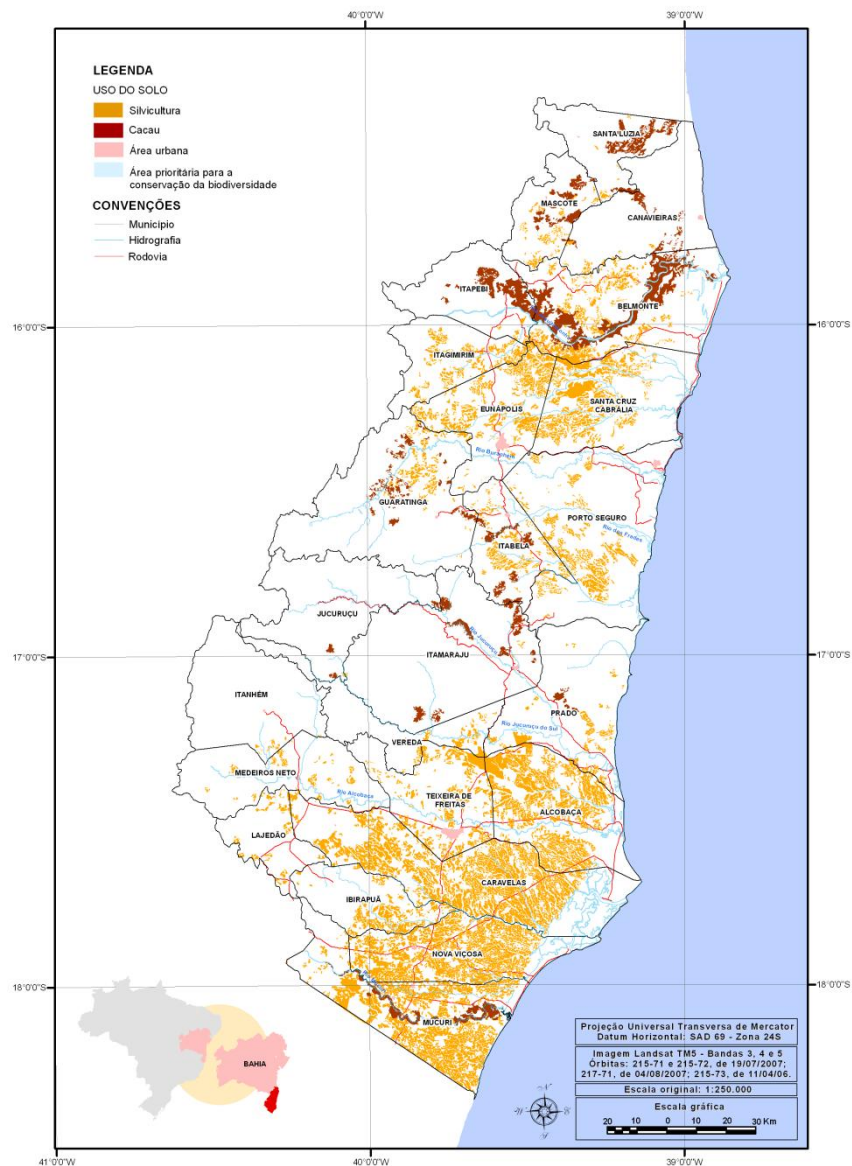 40°0'0"W
39°0'0"W
LEGENDA
USO DO SOLO
Silvicultura
Cacau
Área urbana
Área prioritária para a
conservação da biodiversidade
CONVENÇÕES
Município
Hidrografia
Rodovia
SANTA LUZIA
MASCOTE
CANAVIEIRAS
ITAPEBI
BELMONTE
16°0'0"S
16°0'0"S
ITAGIMIRIM
EUNÁPOLIS
SANTA CRUZ
CABRÁLIA
Rio Buranhém
GUARATINGA
PORTO SEGURO
Rio dos Frades
ITABELA
JUCURUÇU
Rio Jucuruçu
ITAMARAJU
17°0'0"S
17°0'0"S
ITANHÉM
PRADO
Rio Jucuruçu do Sul
VEREDA
MEDEIROS NETO
Rio Alcobaça
TEIXEIRA DE
FREITAS
ALCOBAÇA
LAJEDÃO
CARAVELAS
IBIRAPUÃ
NOVA VIÇOSA
18°0'0"S
18°0'0"S
MUCURI
BAHIA
Projeção Universal Transversa de Mercator
Datum Horizontal: SAD 69 - Zona 24S
Imagem Landsat TM5 - Bandas 3, 4 e 5
Órbitas: 215-71 e 215-72, de 19/07/2007;
217-71, de 04/08/2007; 215-73, de 11/04/06.
Escala original: 1:250.000
Escala gráfica
20 10 0 10 20 30 Km
N
W E
S
41°0'0"W
40°0'0"W
39°0'0"W